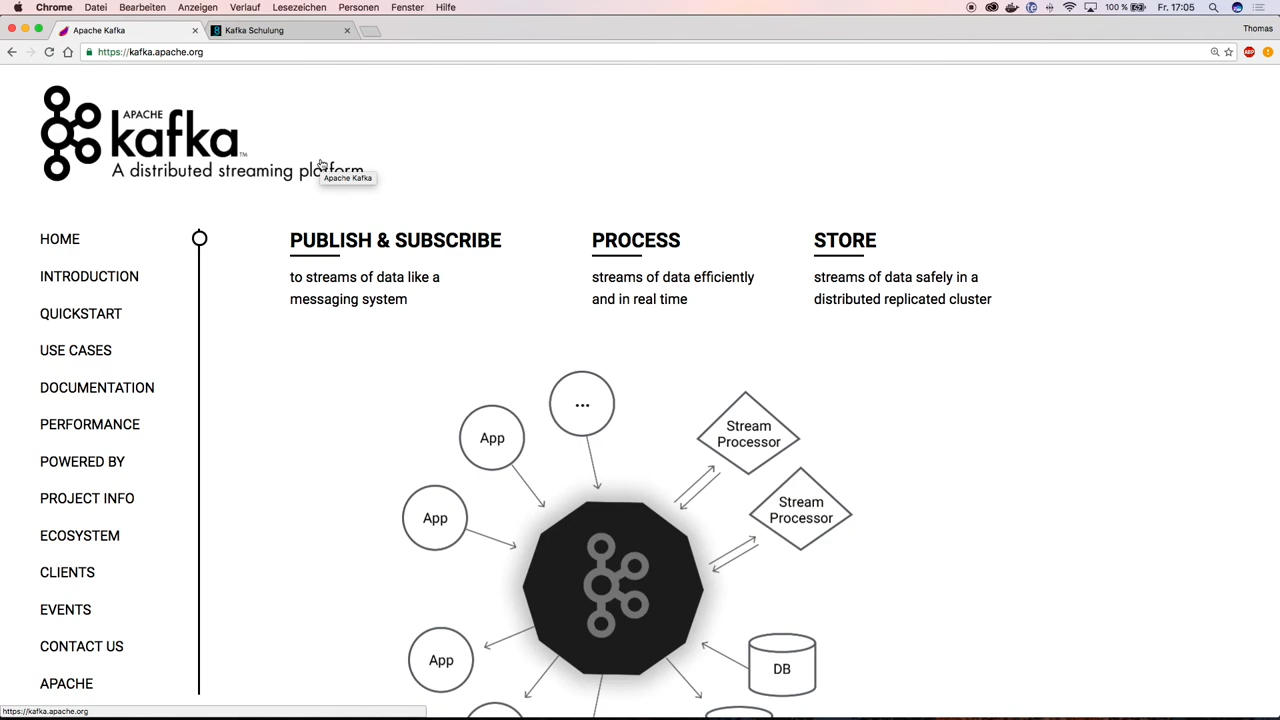 Chrome Datei Bearbeiten Anzeigen Verlauf Lesezeichen Personen Fenster Hilfe 100 % Fr. 17:05
Apache Kafka Kafka Schulung Thomas
https://kafka.apache.org ABP
APACHE
kafka™
A distributed streaming platform
Apache Kafka
HOME
INTRODUCTION
QUICKSTART
USE CASES
DOCUMENTATION
PERFORMANCE
POWERED BY
PROJECT INFO
ECOSYSTEM
CLIENTS
EVENTS
CONTACT US
APACHE
PUBLISH & SUBSCRIBE
to streams of data like a
messaging system
PROCESS
streams of data efficiently
and in real time
STORE
streams of data safely in a
distributed replicated cluster
...
App
App
Stream
Processor
Stream
Processor
App
DB
https://kafka.apache.org